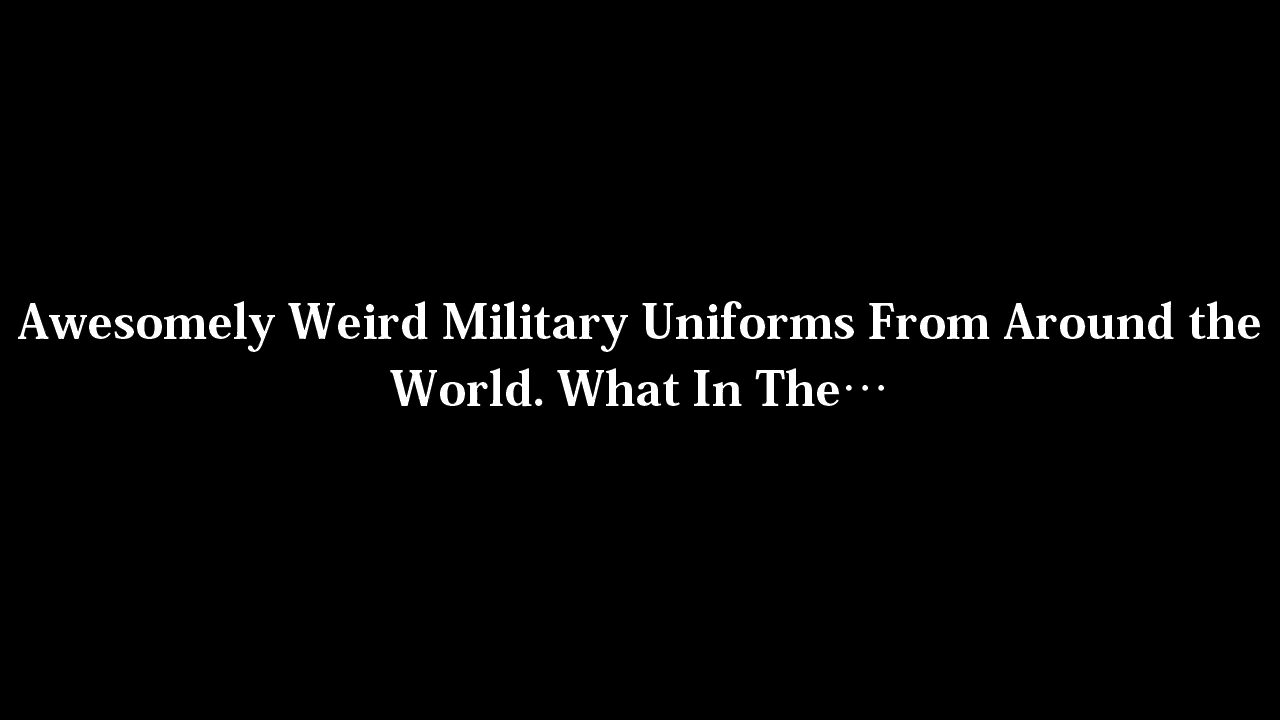 Awesomely Weird Military Uniforms From Around the
World. What In The…